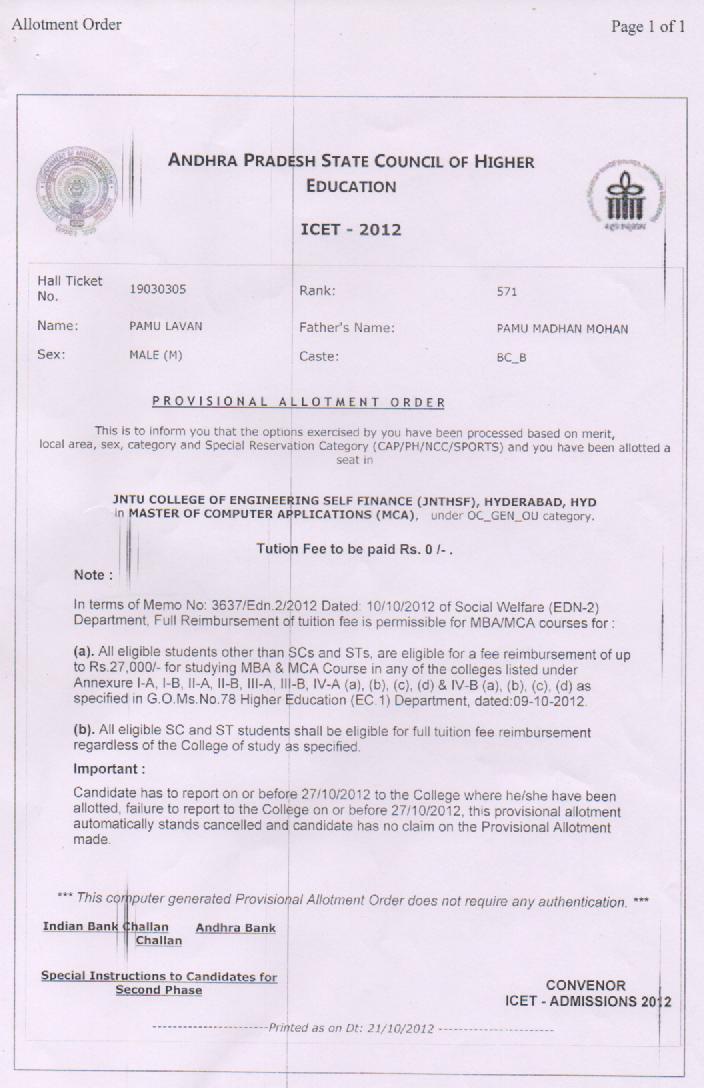 Allotment Order Page 1 of 1
ANDHRA PRADESH STATE COUNCIL OF HIGHER
EDUCATION
ICET - 2012
Hall Ticket No. 19030305 Rank: 571
Name: PAMU LAVAN Father's Name: PAMU MADHAN MOHAN
Sex: MALE (M) Caste: BC_B
PROVISIONAL ALLOTMENT ORDER
This is to inform you that the options exercised by you have been processed based on merit,
local area, sex, category and Special Reservation Category (CAP/PH/NCC/SPORTS) and you have been allotted a
seat in
JNTU COLLEGE OF ENGINEERING SELF FINANCE (JNTHSF), HYDERABAD, HYD
in MASTER OF COMPUTER APPLICATIONS (MCA), under OC_GEN_OU category.
Tution Fee to be paid Rs. 0 /- .
Note :
In terms of Memo No: 3637/Edn.2/2012 Dated: 10/10/2012 of Social Welfare (EDN-2)
Department, Full Reimbursement of tuition fee is permissible for MBA/MCA courses for :
(a). All eligible students other than SCs and STs, are eligible for a fee reimbursement of up
to Rs.27,000/- for studying MBA & MCA Course in any of the colleges listed under
Annexure I-A, I-B, II-A, II-B, III-A, III-B, IV-A (a), (b), (c), (d) & IV-B (a), (b), (c), (d) as
specified in G.O.Ms.No.78 Higher Education (EC.1) Department, dated:09-10-2012.
(b). All eligible SC and ST students shall be eligible for full tuition fee reimbursement
regardless of the College of study as specified.
Important :
Candidate has to report on or before 27/10/2012 to the College where he/she have been
allotted, failure to report to the College on or before 27/10/2012, this provisional allotment
automatically stands cancelled and candidate has no claim on the Provisional Allotment
made.
*** This computer generated Provisional Allotment Order does not require any authentication. ***
Indian Bank Challan Andhra Bank
Challan
Special Instructions to Candidates for
Second Phase
CONVENOR
ICET - ADMISSIONS 2012
----------------------------Printed as on Dt: 21/10/2012 ----------------------------